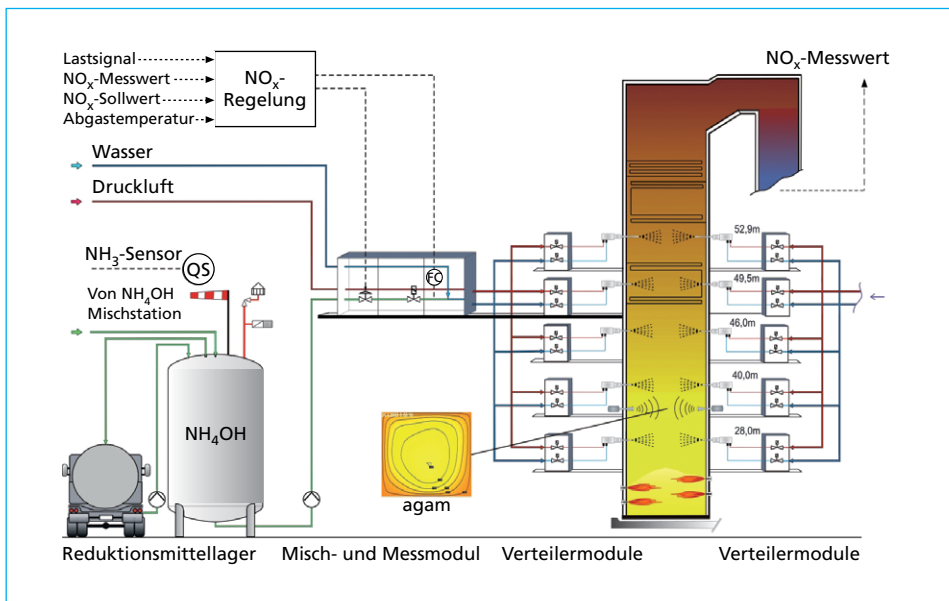 Lastsignal
NOx-Messwert
NOx-Sollwert
Abgastemperatur
NOx-
Regelung
NOx-Messwert
Wasser
Druckluft
NH3-Sensor
QS
Von NH4OH
Mischstation
FC
52,9m
49,5m
46,0m
40,0m
28,0m
NH4OH
agam
Reduktionsmittellager
Misch- und Messmodul
Verteilermodule
Verteilermodule